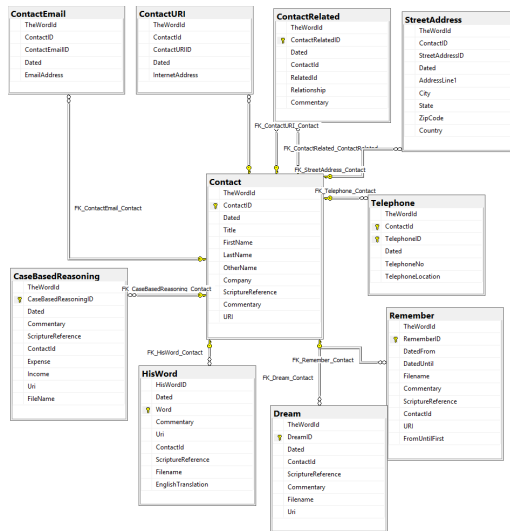 ContactEmail
TheWordId
ContactID
ContactEmailID
Dated
EmailAddress
ContactURI
TheWordId
ContactId
ContactURIID
Dated
InternetAddress
ContactRelated
TheWordId
ContactRelatedID
Dated
ContactId
RelatedId
Relationship
Commentary
StreetAddress
TheWordId
ContactID
StreetAddressID
Dated
AddressLine1
City
State
ZipCode
Country
FK_ContactURI_Contact
FK_ContactRelated_ContactRelated
FK_StreetAddress_Contact
FK_Telephone_Contact
FK_ContactEmail_Contact
Contact
TheWordId
ContactID
Dated
Title
FirstName
LastName
OtherName
Company
ScriptureReference
Commentary
URI
Telephone
TheWordId
ContactId
TelephoneID
Dated
TelephoneNo
TelephoneLocation
CaseBasedReasoning
TheWordId
CaseBasedReasoningID
Dated
Commentary
ScriptureReference
ContactId
Expense
Income
Uri
FileName
FK_CaseBasedReasoning_Contact
FK_HisWord_Contact
FK_Remember_Contact
FK_Dream_Contact
Remember
TheWordId
RememberID
DatedFrom
DatedUntil
Filename
Commentary
ScriptureReference
ContactId
URI
FromUntilFirst
HisWord
HisWordID
Dated
Word
Commentary
Uri
ContactId
ScriptureReference
Filename
EnglishTranslation
Dream
TheWordId
DreamID
Dated
ContactId
ScriptureReference
Commentary
Filename
Uri